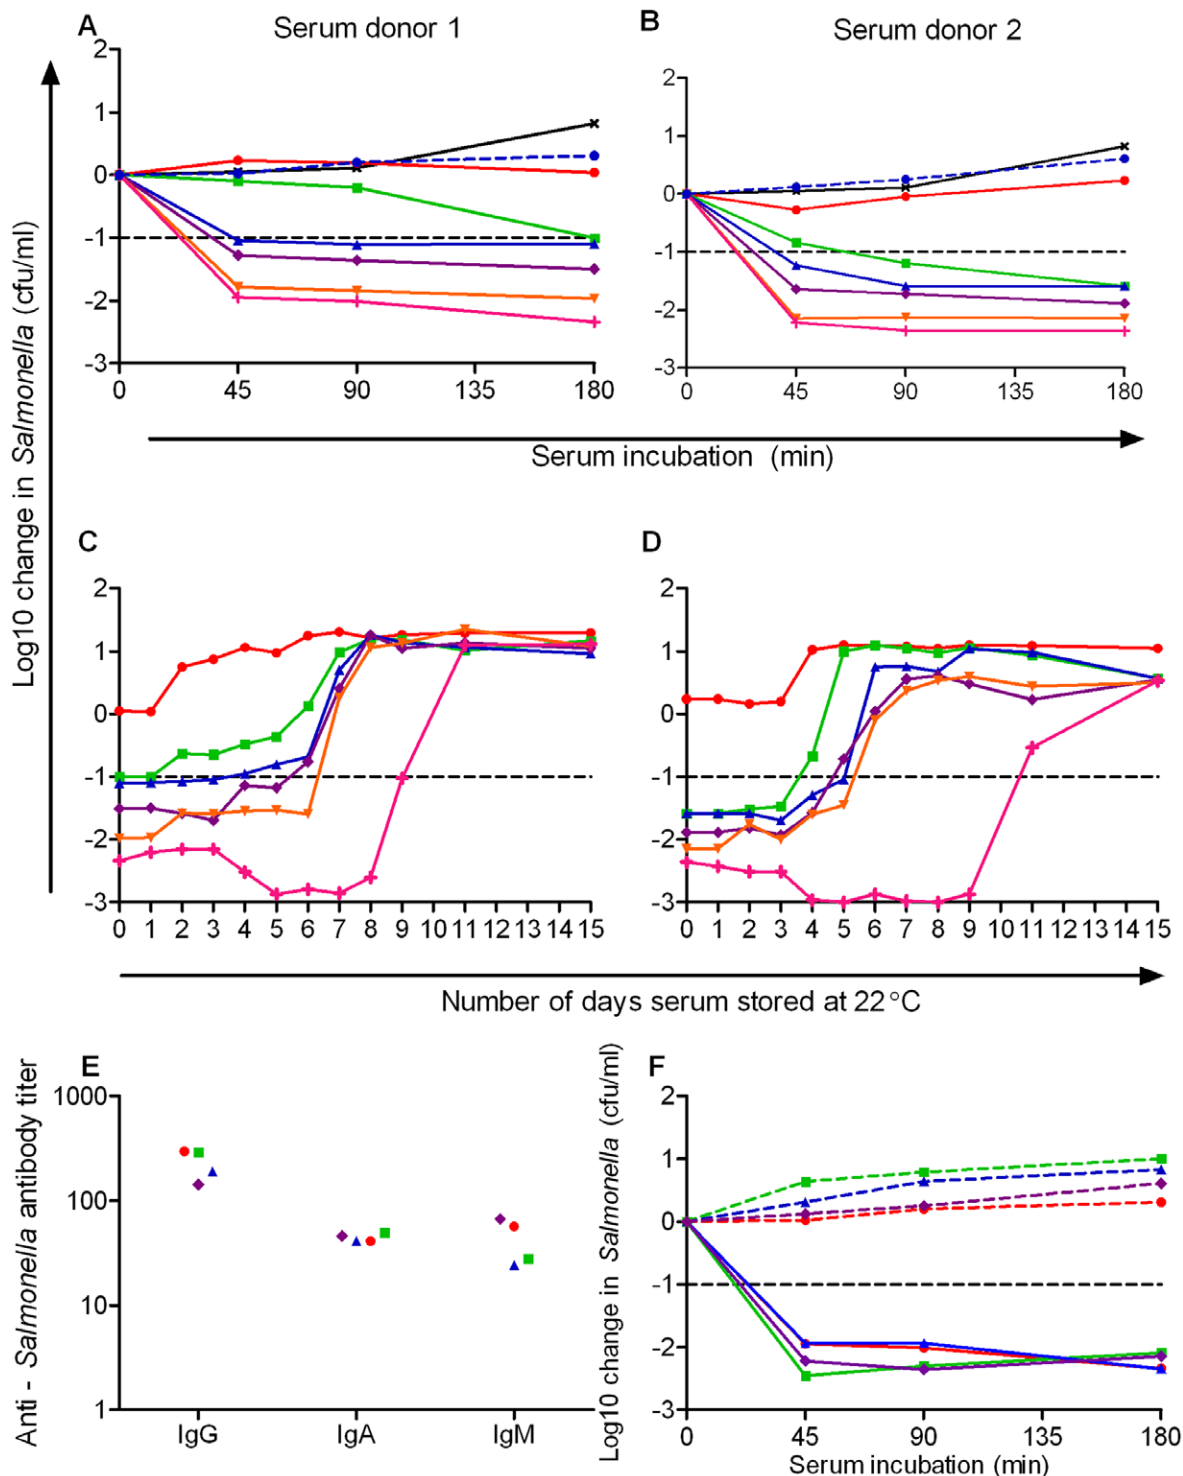 A
Serum donor 1
B
Serum donor 2
2
1
0
-1
-2
-3
0 45 90 135 180
2
1
0
-1
-2
-3
0 45 90 135 180
Log10 change in Salmonella (cfu/ml)
Serum incubation (min)
C
D
2
1
0
-1
-2
-3
0 1 2 3 4 5 6 7 8 9 10 11 12 13 14 15
2
1
0
-1
-2
-3
0 1 2 3 4 5 6 7 8 9 10 11 12 13 14 15
Number of days serum stored at 22°C
E
Anti - Salmonella antibody titer
1000
100
10
1
IgG IgA IgM
F
Log10 change in Salmonella (cfu/ml)
2
1
0
-1
-2
-3
0 45 90 135 180
Serum incubation (min)